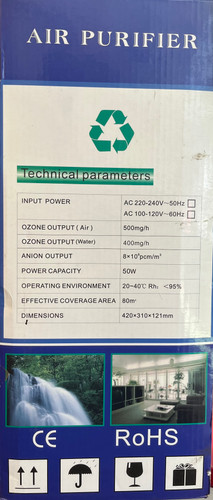 AIR PURIFIER
Technical parameters
INPUT POWER AC 220-240V~50Hz
AC 100-120V~60Hz
OZONE OUTPUT ( Air ) 500mg/h
OZONE OUTPUT (Water) 400mg/h
ANION OUTPUT 8×10⁶pcm/m³
POWER CAPACITY 50W
OPERATING ENVIRONMENT 20~40℃ Rh, <95%
EFFECTIVE COVERAGE AREA 80m²
DIMENSIONS 420×310×121mm
CE RoHS